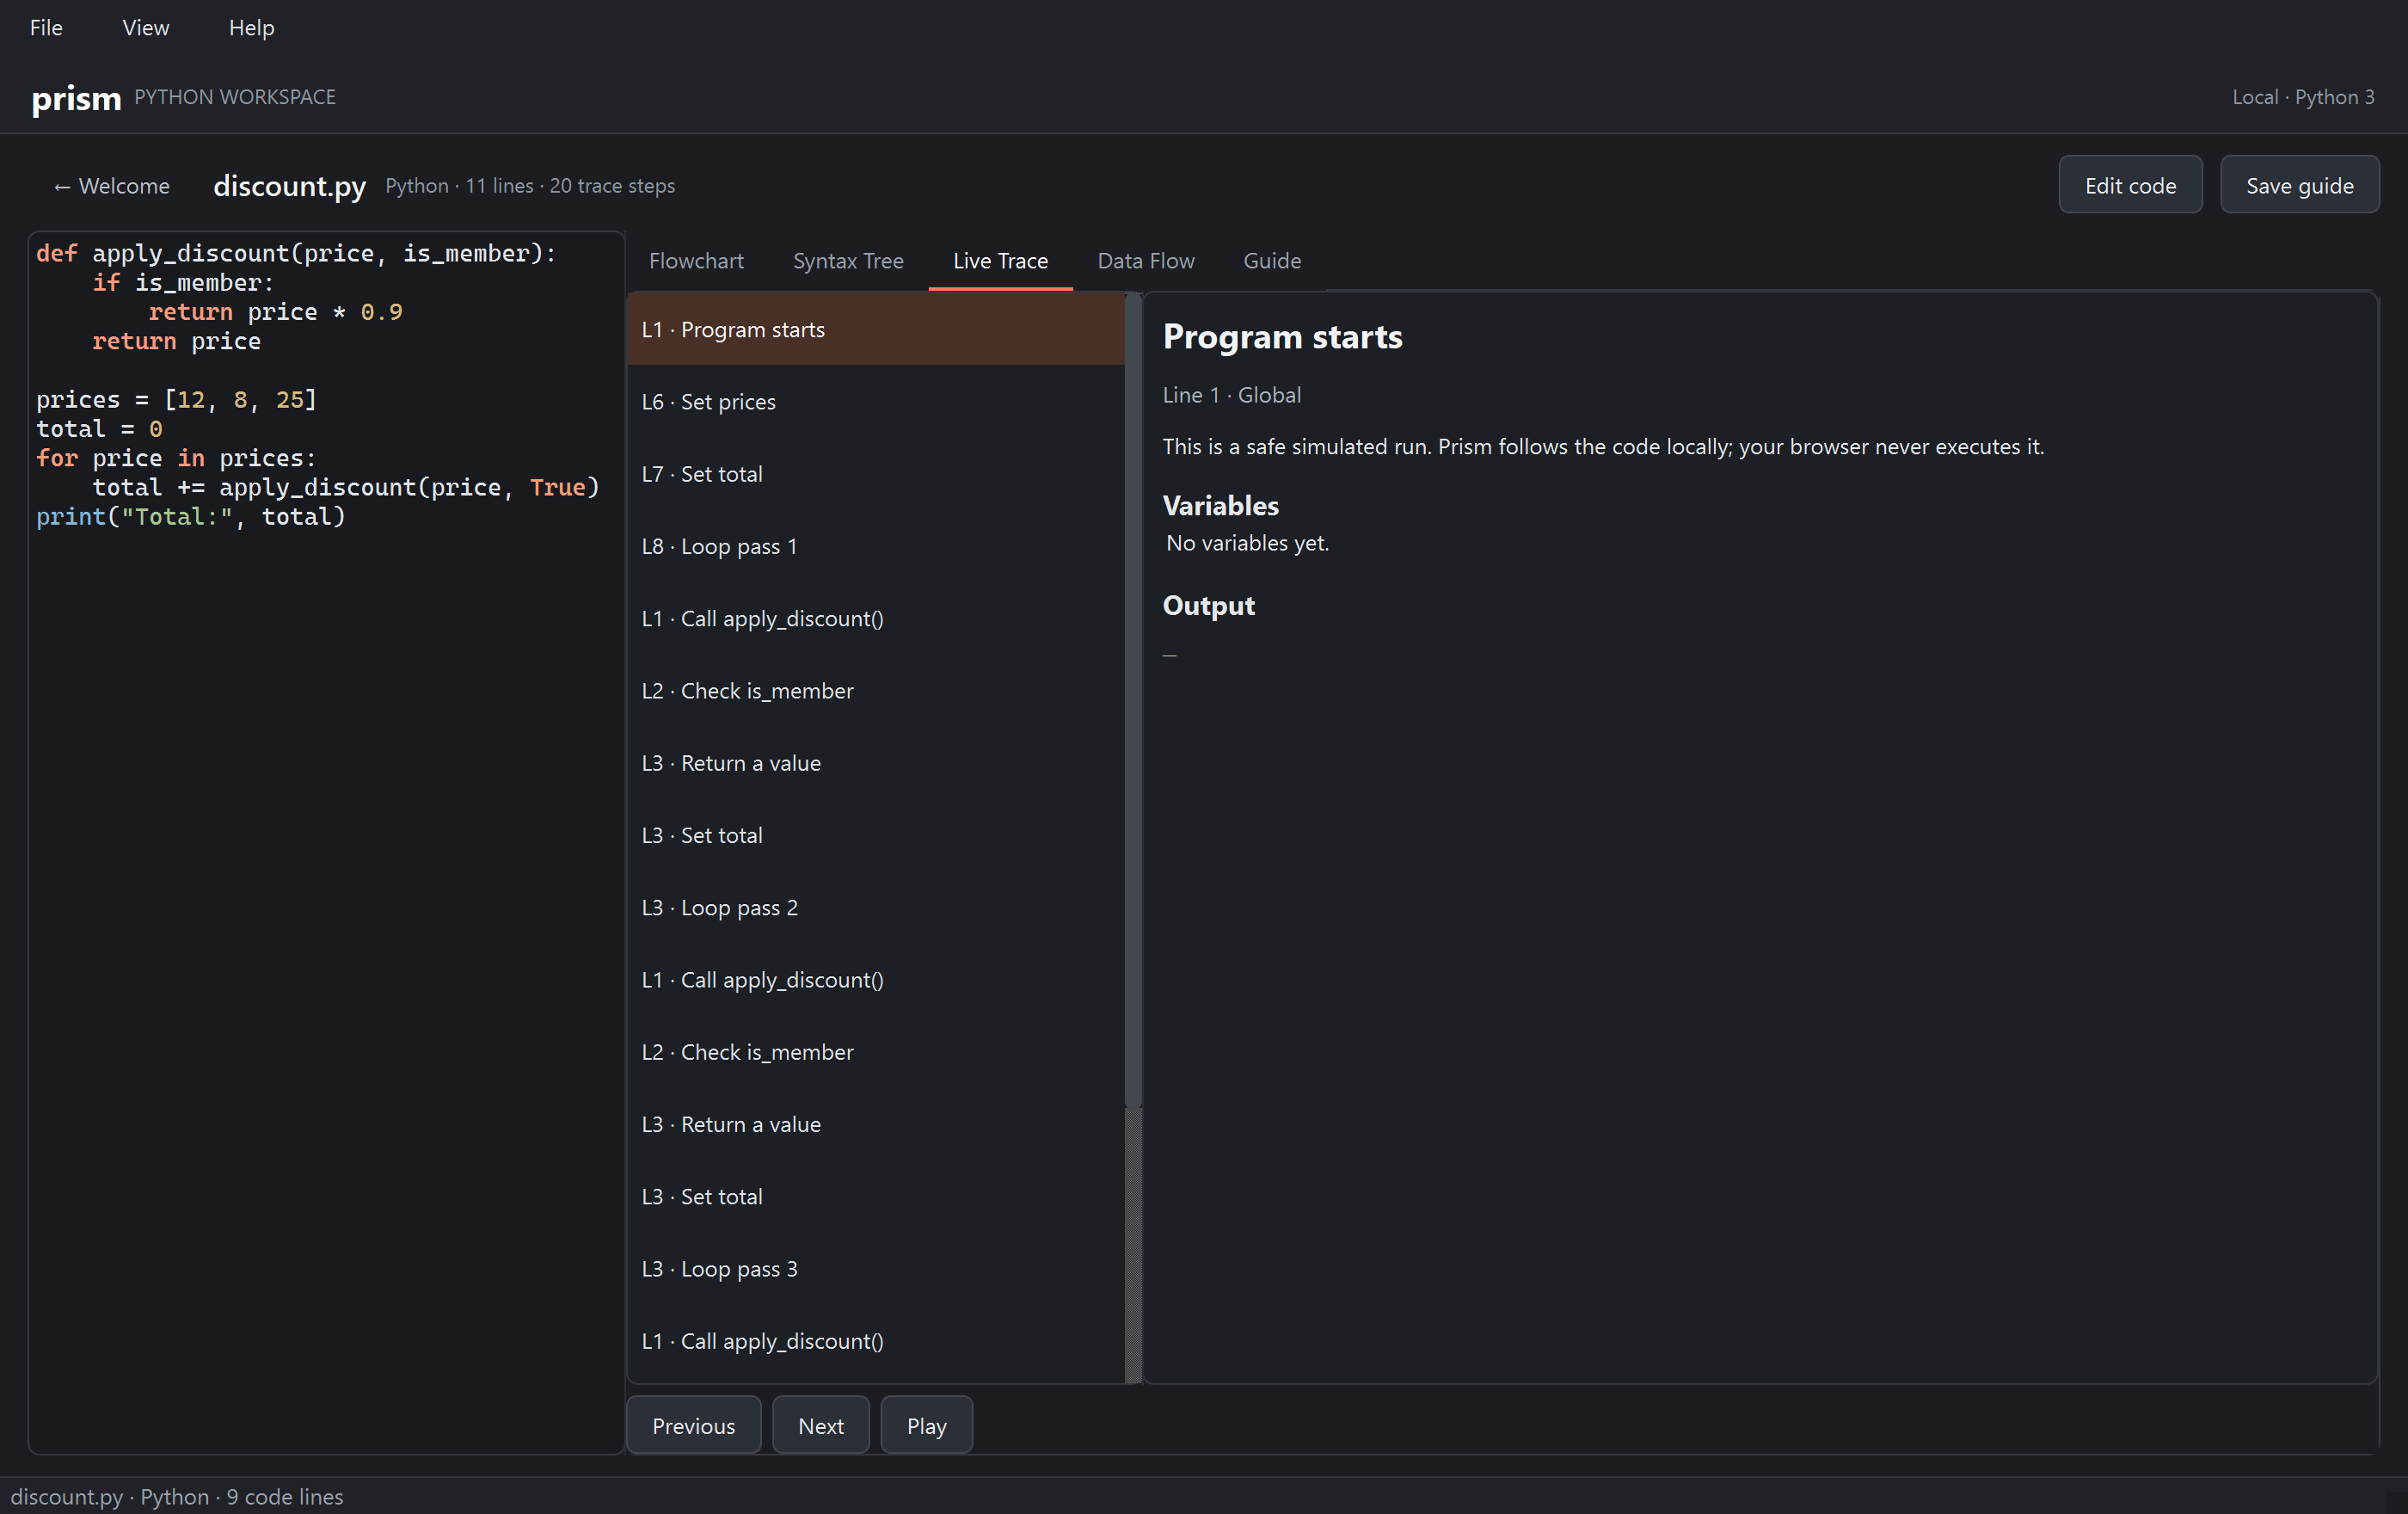 File View Help
prism PYTHON WORKSPACE
Local · Python 3
← Welcome
discount.py
Python · 11 lines · 20 trace steps
Edit code
Save guide
def apply_discount(price, is_member):
    if is_member:
        return price * 0.9
    return price

prices = [12, 8, 25]
total = 0
for price in prices:
    total += apply_discount(price, True)
print("Total:", total)
Flowchart Syntax Tree Live Trace Data Flow Guide
L1 · Program starts
L6 · Set prices
L7 · Set total
L8 · Loop pass 1
L1 · Call apply_discount()
L2 · Check is_member
L3 · Return a value
L3 · Set total
L3 · Loop pass 2
L1 · Call apply_discount()
L2 · Check is_member
L3 · Return a value
L3 · Set total
L3 · Loop pass 3
L1 · Call apply_discount()
Program starts
Line 1 · Global
This is a safe simulated run. Prism follows the code locally; your browser never executes it.
Variables
No variables yet.
Output
—
Previous Next Play
discount.py · Python · 9 code lines